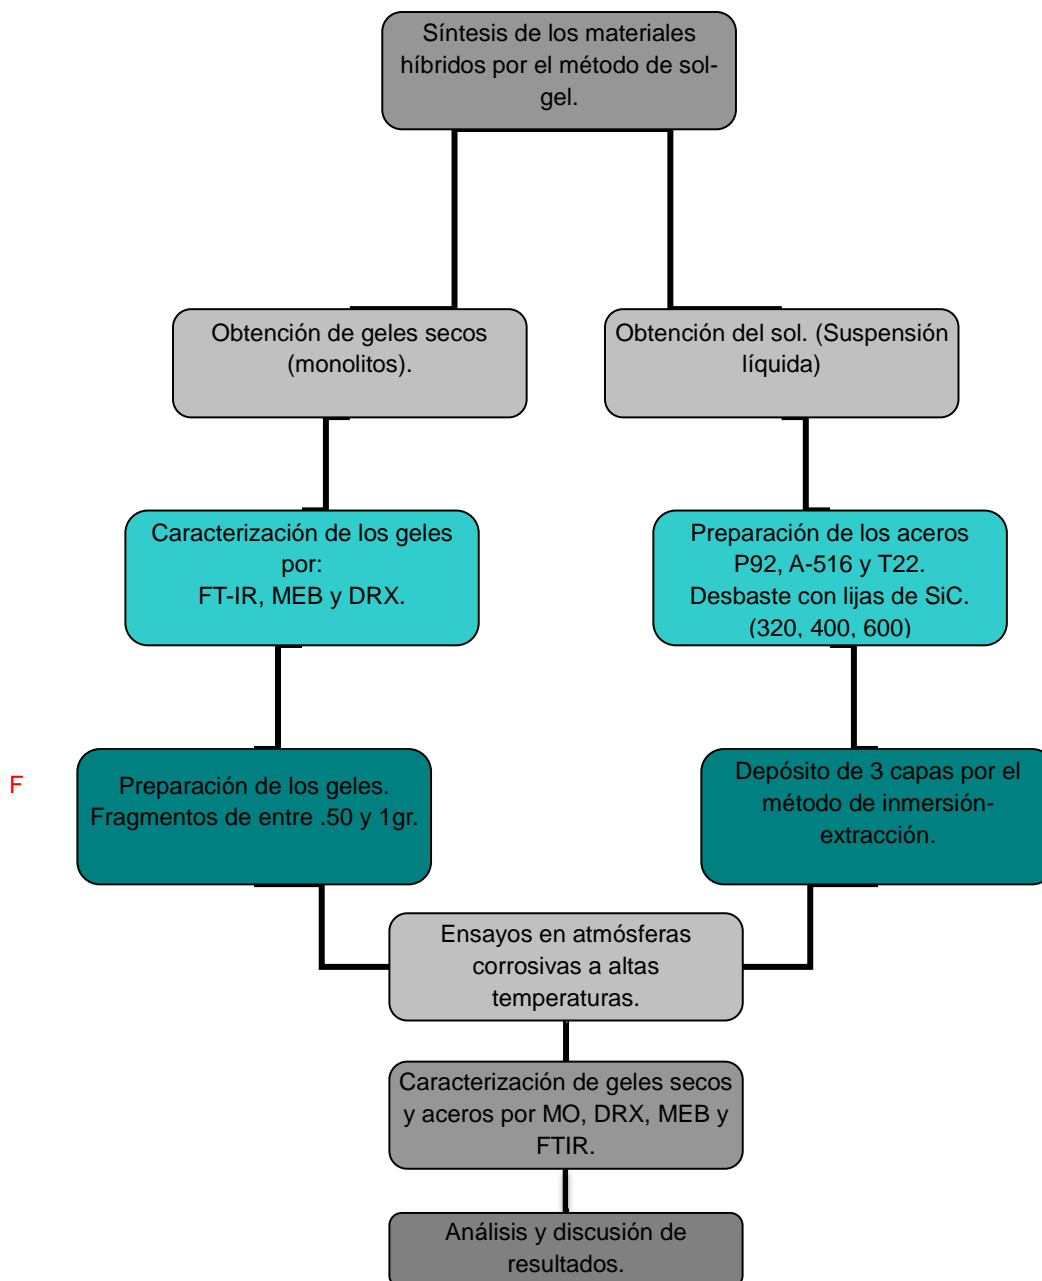 Síntesis de los materiales
híbridos por el método de sol-
gel.
Obtención de geles secos
(monolitos).
Obtención del sol. (Suspensión
líquida)
Caracterización de los geles
por:
FT-IR, MEB y DRX.
Preparación de los aceros
P92, A-516 y T22.
Desbaste con lijas de SiC.
(320, 400, 600)
F
Preparación de los geles.
Fragmentos de entre .50 y 1gr.
Depósito de 3 capas por el
método de inmersión-
extracción.
Ensayos en atmósferas
corrosivas a altas
temperaturas.
Caracterización de geles secos
y aceros por MO, DRX, MEB y
FTIR.
Análisis y discusión de
resultados.